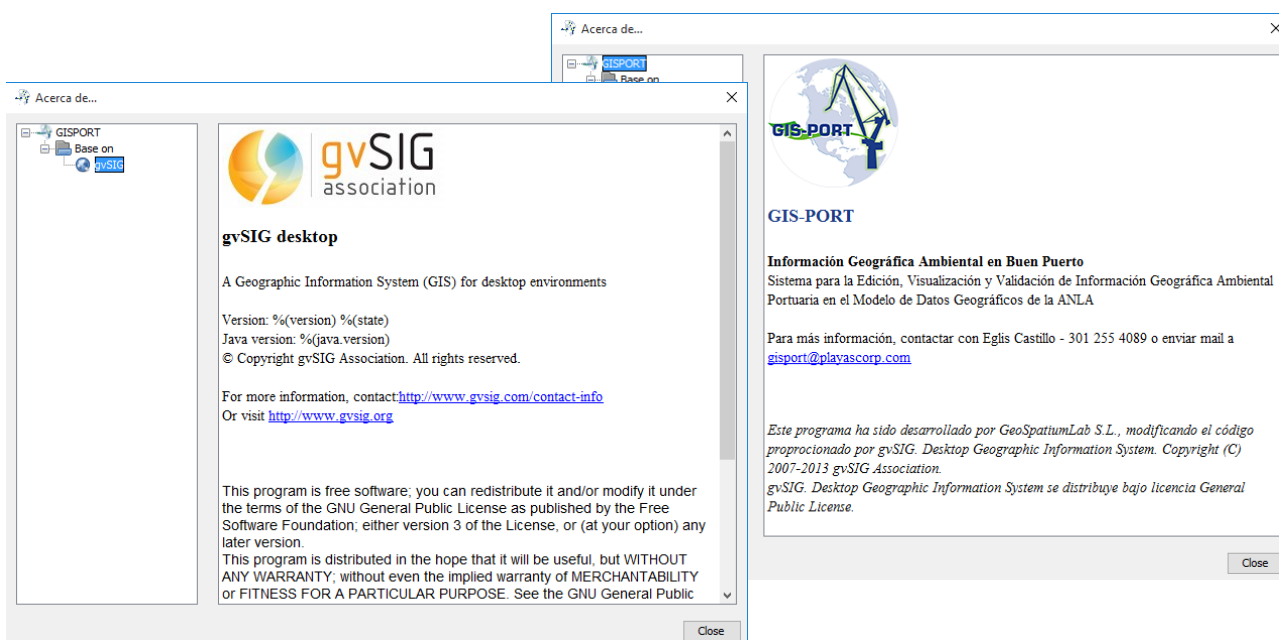 Acerca de...
GISPORT
Base on
GIS-PORT
GIS-PORT
Información Geográfica Ambiental en Buen Puerto
Sistema para la Edición, Visualización y Validación de Información Geográfica Ambiental
Portuaria en el Modelo de Datos Geográficos de la ANLA
Para más información, contactar con Eglis Castillo - 301 255 4089 o enviar mail a
gisport@playascorp.com
Este programa ha sido desarrollado por GeoSpatiumLab S.L., modificando el código
proprocionado por gvSIG. Desktop Geographic Information System. Copyright (C)
2007-2013 gvSIG Association.
gvSIG. Desktop Geographic Information System se distribuye bajo licencia General
Public License.
Close
Acerca de...
GISPORT
Base on
gvSIG
gvSIG
association
gvSIG desktop
A Geographic Information System (GIS) for desktop environments
Version: %(version) %(state)
Java version: %(java.version)
© Copyright gvSIG Association. All rights reserved.
For more information, contact:http://www.gvsig.com/contact-info
Or visit http://www.gvsig.org
This program is free software; you can redistribute it and/or modify it under
the terms of the GNU General Public License as published by the Free
Software Foundation; either version 3 of the License, or (at your option) any
later version.
This program is distributed in the hope that it will be useful, but WITHOUT
ANY WARRANTY; without even the implied warranty of MERCHANTABILITY
or FITNESS FOR A PARTICULAR PURPOSE. See the GNU General Public
Close